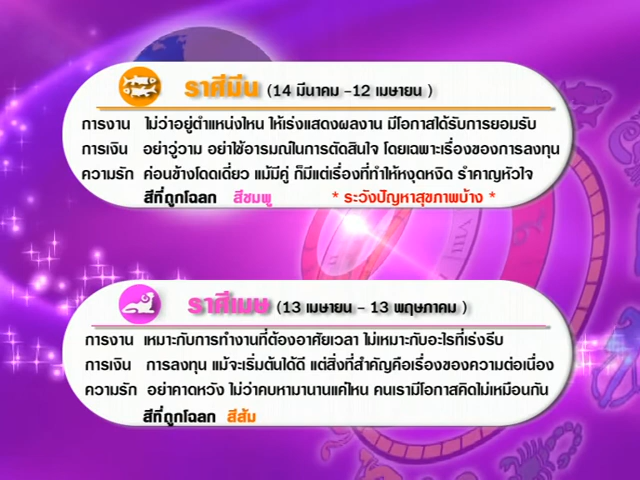 ราศีมีน (14 มีนาคม -12 เมษายน )
การงาน ไม่ว่าอยู่ตำแหน่งไหน ให้เร่งแสดงผลงาน มีโอกาสได้รับการยอมรับ
การเงิน อย่าวู่วาม อย่าใช้อารมณ์ในการตัดสินใจ โดยเฉพาะเรื่องของการลงทุน
ความรัก ค่อนข้างโดดเดี่ยว แม้มีคู่ ก็มีแต่เรื่องที่ทำให้หงุดหงิด รำคาญหัวใจ
สีที่ถูกโฉลก สีชมพู * ระวังปัญหาสุขภาพบ้าง *
ราศีเมษ (13 เมษายน - 13 พฤษภาคม )
การงาน เหมาะกับการทำงานที่ต้องอาศัยเวลา ไม่เหมาะกับอะไรที่เร่งรีบ
การเงิน การลงทุน แม้จะเริ่มต้นได้ดี แต่สิ่งที่สำคัญคือเรื่องของความต่อเนื่อง
ความรัก อย่าคาดหวัง ไม่ว่าคบหามานานแค่ไหน คนเรามีโอกาสคิดไม่เหมือนกัน
สีที่ถูกโฉลก สีส้ม
VIII